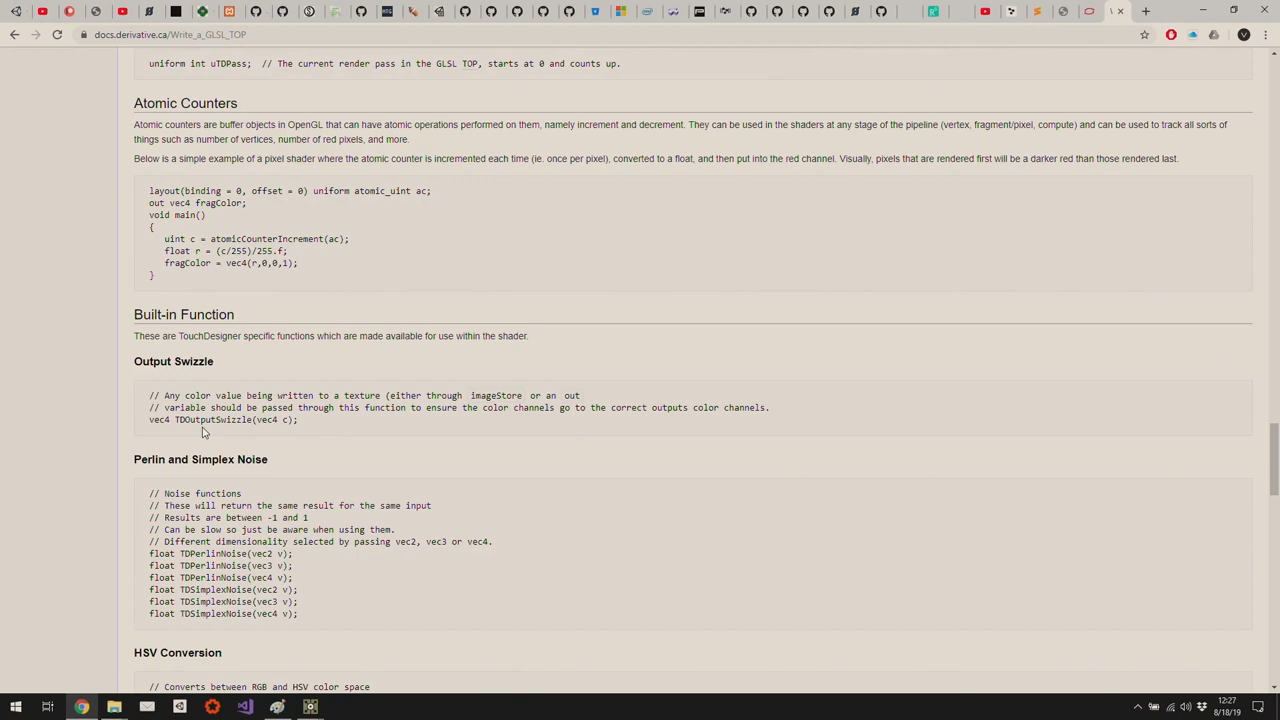 docs.derivative.ca/Write_a_GLSL_TOP
uniform int uTDPass;  // The current render pass in the GLSL TOP, starts at 0 and counts up.
Atomic Counters
Atomic counters are buffer objects in OpenGL that can have atomic operations performed on them, namely increment and decrement. They can be used in the shaders at any stage of the pipeline (vertex, fragment/pixel, compute) and can be used to track all sorts of
things such as number of vertices, number of red pixels, and more.
Below is a simple example of a pixel shader where the atomic counter is incremented each time (ie. once per pixel), converted to a float, and then put into the red channel. Visually, pixels that are rendered first will be a darker red than those rendered last.
layout(binding = 0, offset = 0) uniform atomic_uint ac;
out vec4 fragColor;
void main()
{
uint c = atomicCounterIncrement(ac);
float r = (c/255)/255.f;
fragColor = vec4(r,0,0,1);
}
Built-in Function
These are TouchDesigner specific functions which are made available for use within the shader.
Output Swizzle
// Any color value being written to a texture (either through imageStore or an out
// variable should be passed through this function to ensure the color channels go to the correct outputs color channels.
vec4 TDOutputSwizzle(vec4 c);
Perlin and Simplex Noise
// Noise functions
// These will return the same result for the same input
// Results are between -1 and 1
// Can be slow so just be aware when using them.
// Different dimensionality selected by passing vec2, vec3 or vec4.
float TDPerlinNoise(vec2 v);
float TDPerlinNoise(vec3 v);
float TDPerlinNoise(vec4 v);
float TDSimplexNoise(vec2 v);
float TDSimplexNoise(vec3 v);
float TDSimplexNoise(vec4 v);
HSV Conversion
// Converts between RGB and HSV color space
12:27
8/18/19